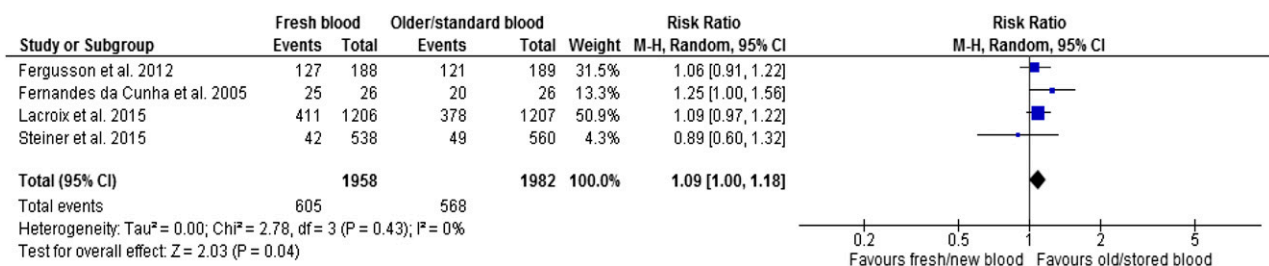 Fresh blood Older/standard blood Risk Ratio Risk Ratio
Study or Subgroup Events Total Events Total Weight M-H, Random, 95% CI M-H, Random, 95% CI
Fergusson et al. 2012 127 188 121 189 31.5% 1.06 [0.91, 1.22]
Fernandes da Cunha et al. 2005 25 26 20 26 13.3% 1.25 [1.00, 1.56]
Lacroix et al. 2015 411 1206 378 1207 50.9% 1.09 [0.97, 1.22]
Steiner et al. 2015 42 538 49 560 4.3% 0.89 [0.60, 1.32]
Total (95% CI) 1958 1982 100.0% 1.09 [1.00, 1.18]
Total events 605 568
Heterogeneity: Tau² = 0.00; Chi² = 2.78, df = 3 (P = 0.43); I² = 0%
Test for overall effect: Z = 2.03 (P = 0.04)
0.2 0.5 1 2 5
Favours fresh/new blood Favours old/stored blood